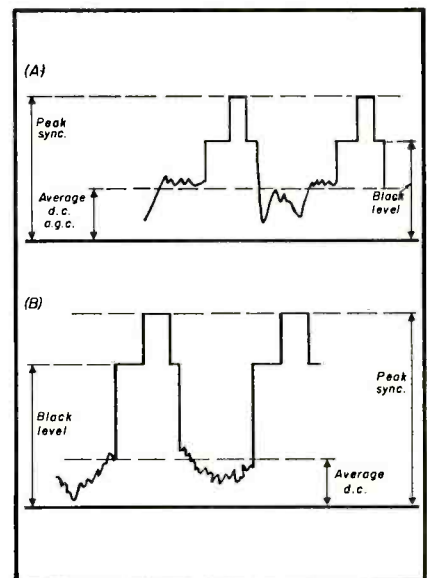 (A)
Peak
sync.
Average
d.c.
a.g.c.
Black
level
(B)
Black
level
Peak
sync.
Average
d.c.